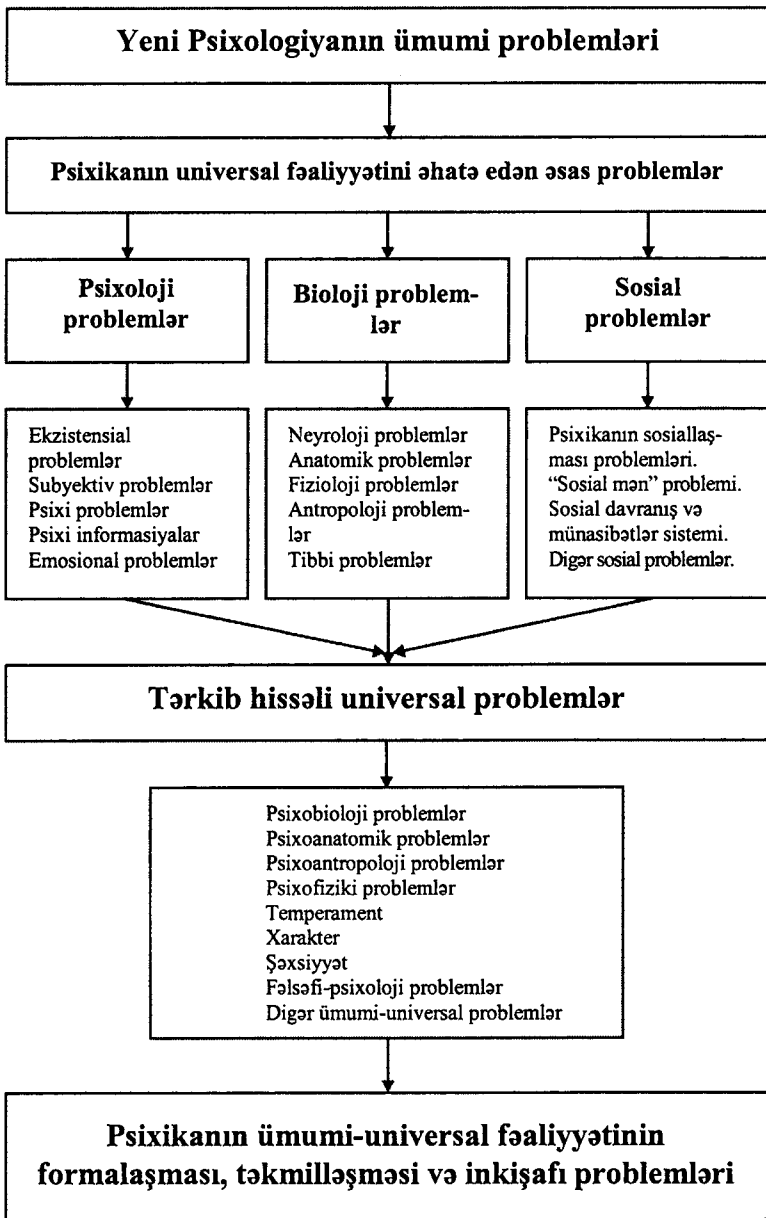 Yeni Psixologiyanın ümumi problemləri
Psixikanın universal fəaliyyətini əhatə edən əsas problemlər
Psixoloji
problemlər
Bioloji problem-
lər
Sosial
problemlər
Ekzistensial
problemlər
Subyektiv problemlər
Psixi problemlər
Psixi informasiyalar
Emosional problemlər
Neyroloji problemlər
Anatomik problemlər
Fizioloji problemlər
Antropoloji problem-
lər
Tibbi problemlər
Psixikanın sosiallaş-
ması problemləri.
“Sosial mən” problemi.
Sosial davranış və
münasibətlər sistemi.
Digər sosial problemlər.
Tərkib hissəli universal problemlər
Psixobioloji problemlər
Psixoanatomik problemlər
Psixoantropoloji problemlər
Psixofiziki problemlər
Temperament
Xarakter
Şəxsiyyət
Fəlsəfi-psixoloji problemlər
Digər ümumi-universal problemlər
Psixikanın ümumi-universal fəaliyyətinin
formalaşması, təkmilləşməsi və inkişafı problemləri